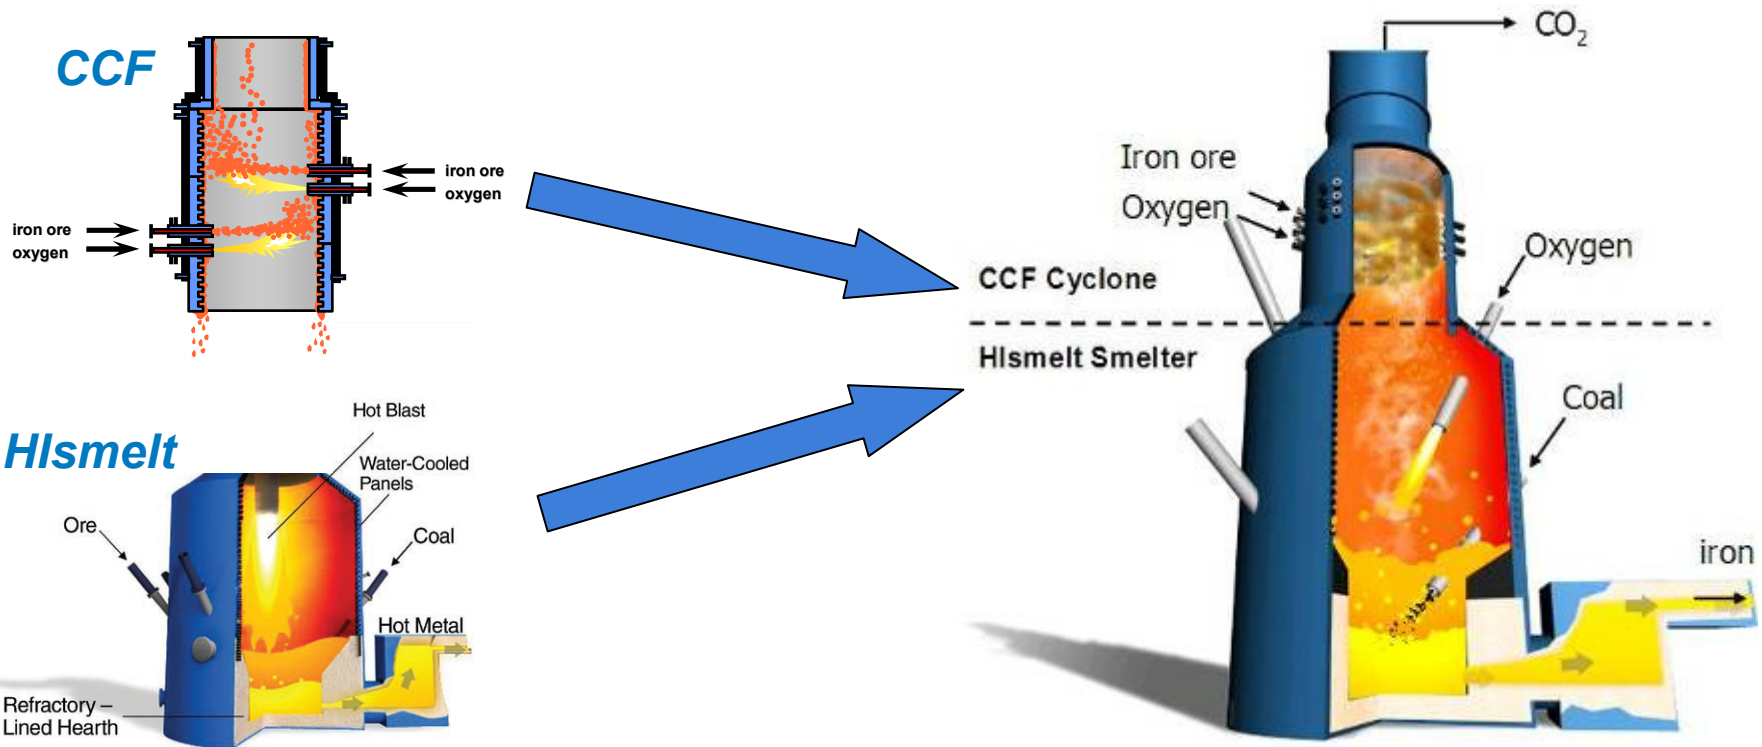 CCF
iron ore
oxygen
iron ore
oxygen
HIsmelt
Hot Blast
Water-Cooled
Panels
Ore
Coal
Hot Metal
Refractory –
Lined Hearth
CO2
Iron ore
Oxygen
Oxygen
CCF Cyclone
HIsmelt Smelter
Coal
iron